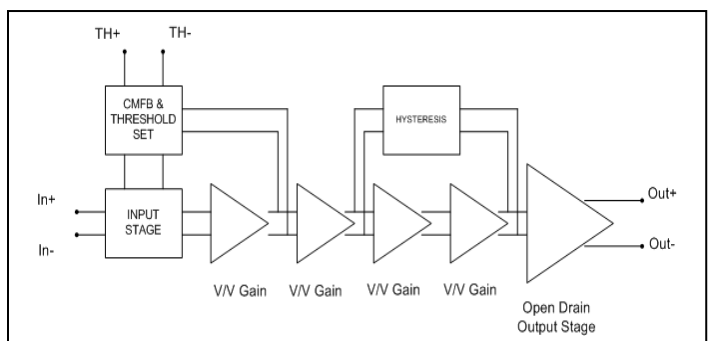 TH+ TH-
CMFB &
THRESHOLD
SET
HYSTERESIS
In+
In-
INPUT
STAGE
Out+
Out-
V/V Gain V/V Gain V/V Gain V/V Gain
Open Drain
Output Stage